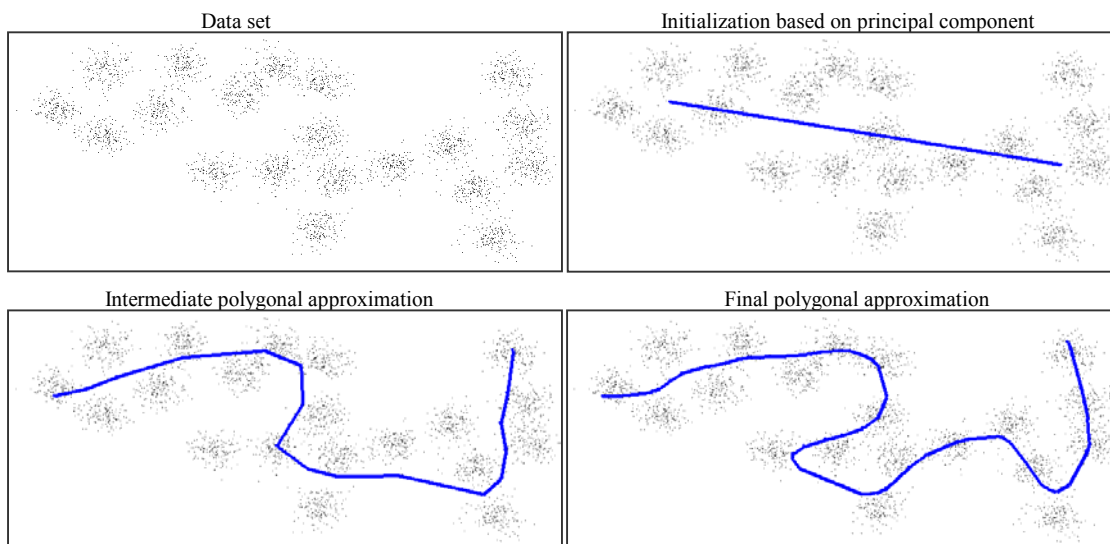 Data set
Initialization based on principal component
Intermediate polygonal approximation
Final polygonal approximation